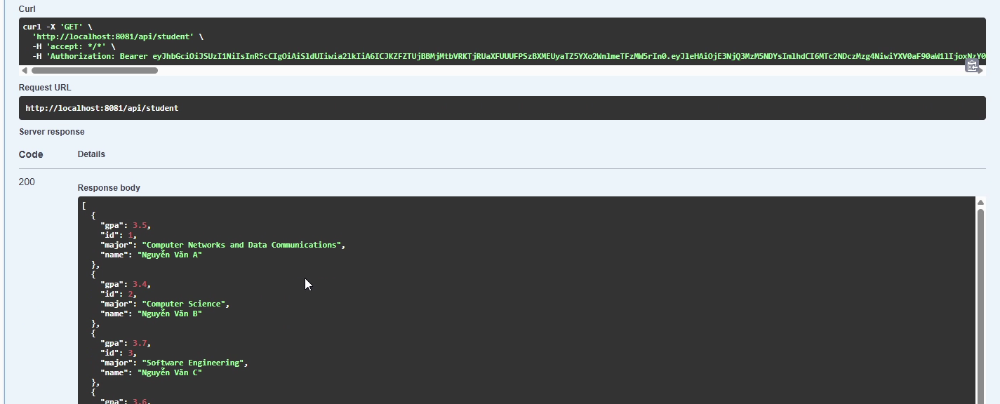 Curl
curl -X 'GET' \
'http://localhost:8081/api/student' \
-H 'accept: */*' \
-H 'Authorization: Bearer
Request URL
http://localhost:8081/api/student
Server response
Code Details
200
Response body
[
{
"gpa": 3.5,
"id": 1,
"major": "Computer Networks and Data Communications",
"name": "Nguyễn Văn A"
},
{
"gpa": 3.4,
"id": 2,
"major": "Computer Science",
"name": "Nguyễn Văn B"
},
{
"gpa": 3.7,
"id": 3,
"major": "Software Engineering",
"name": "Nguyễn Văn C"
},
{
"gpa": 3.6,